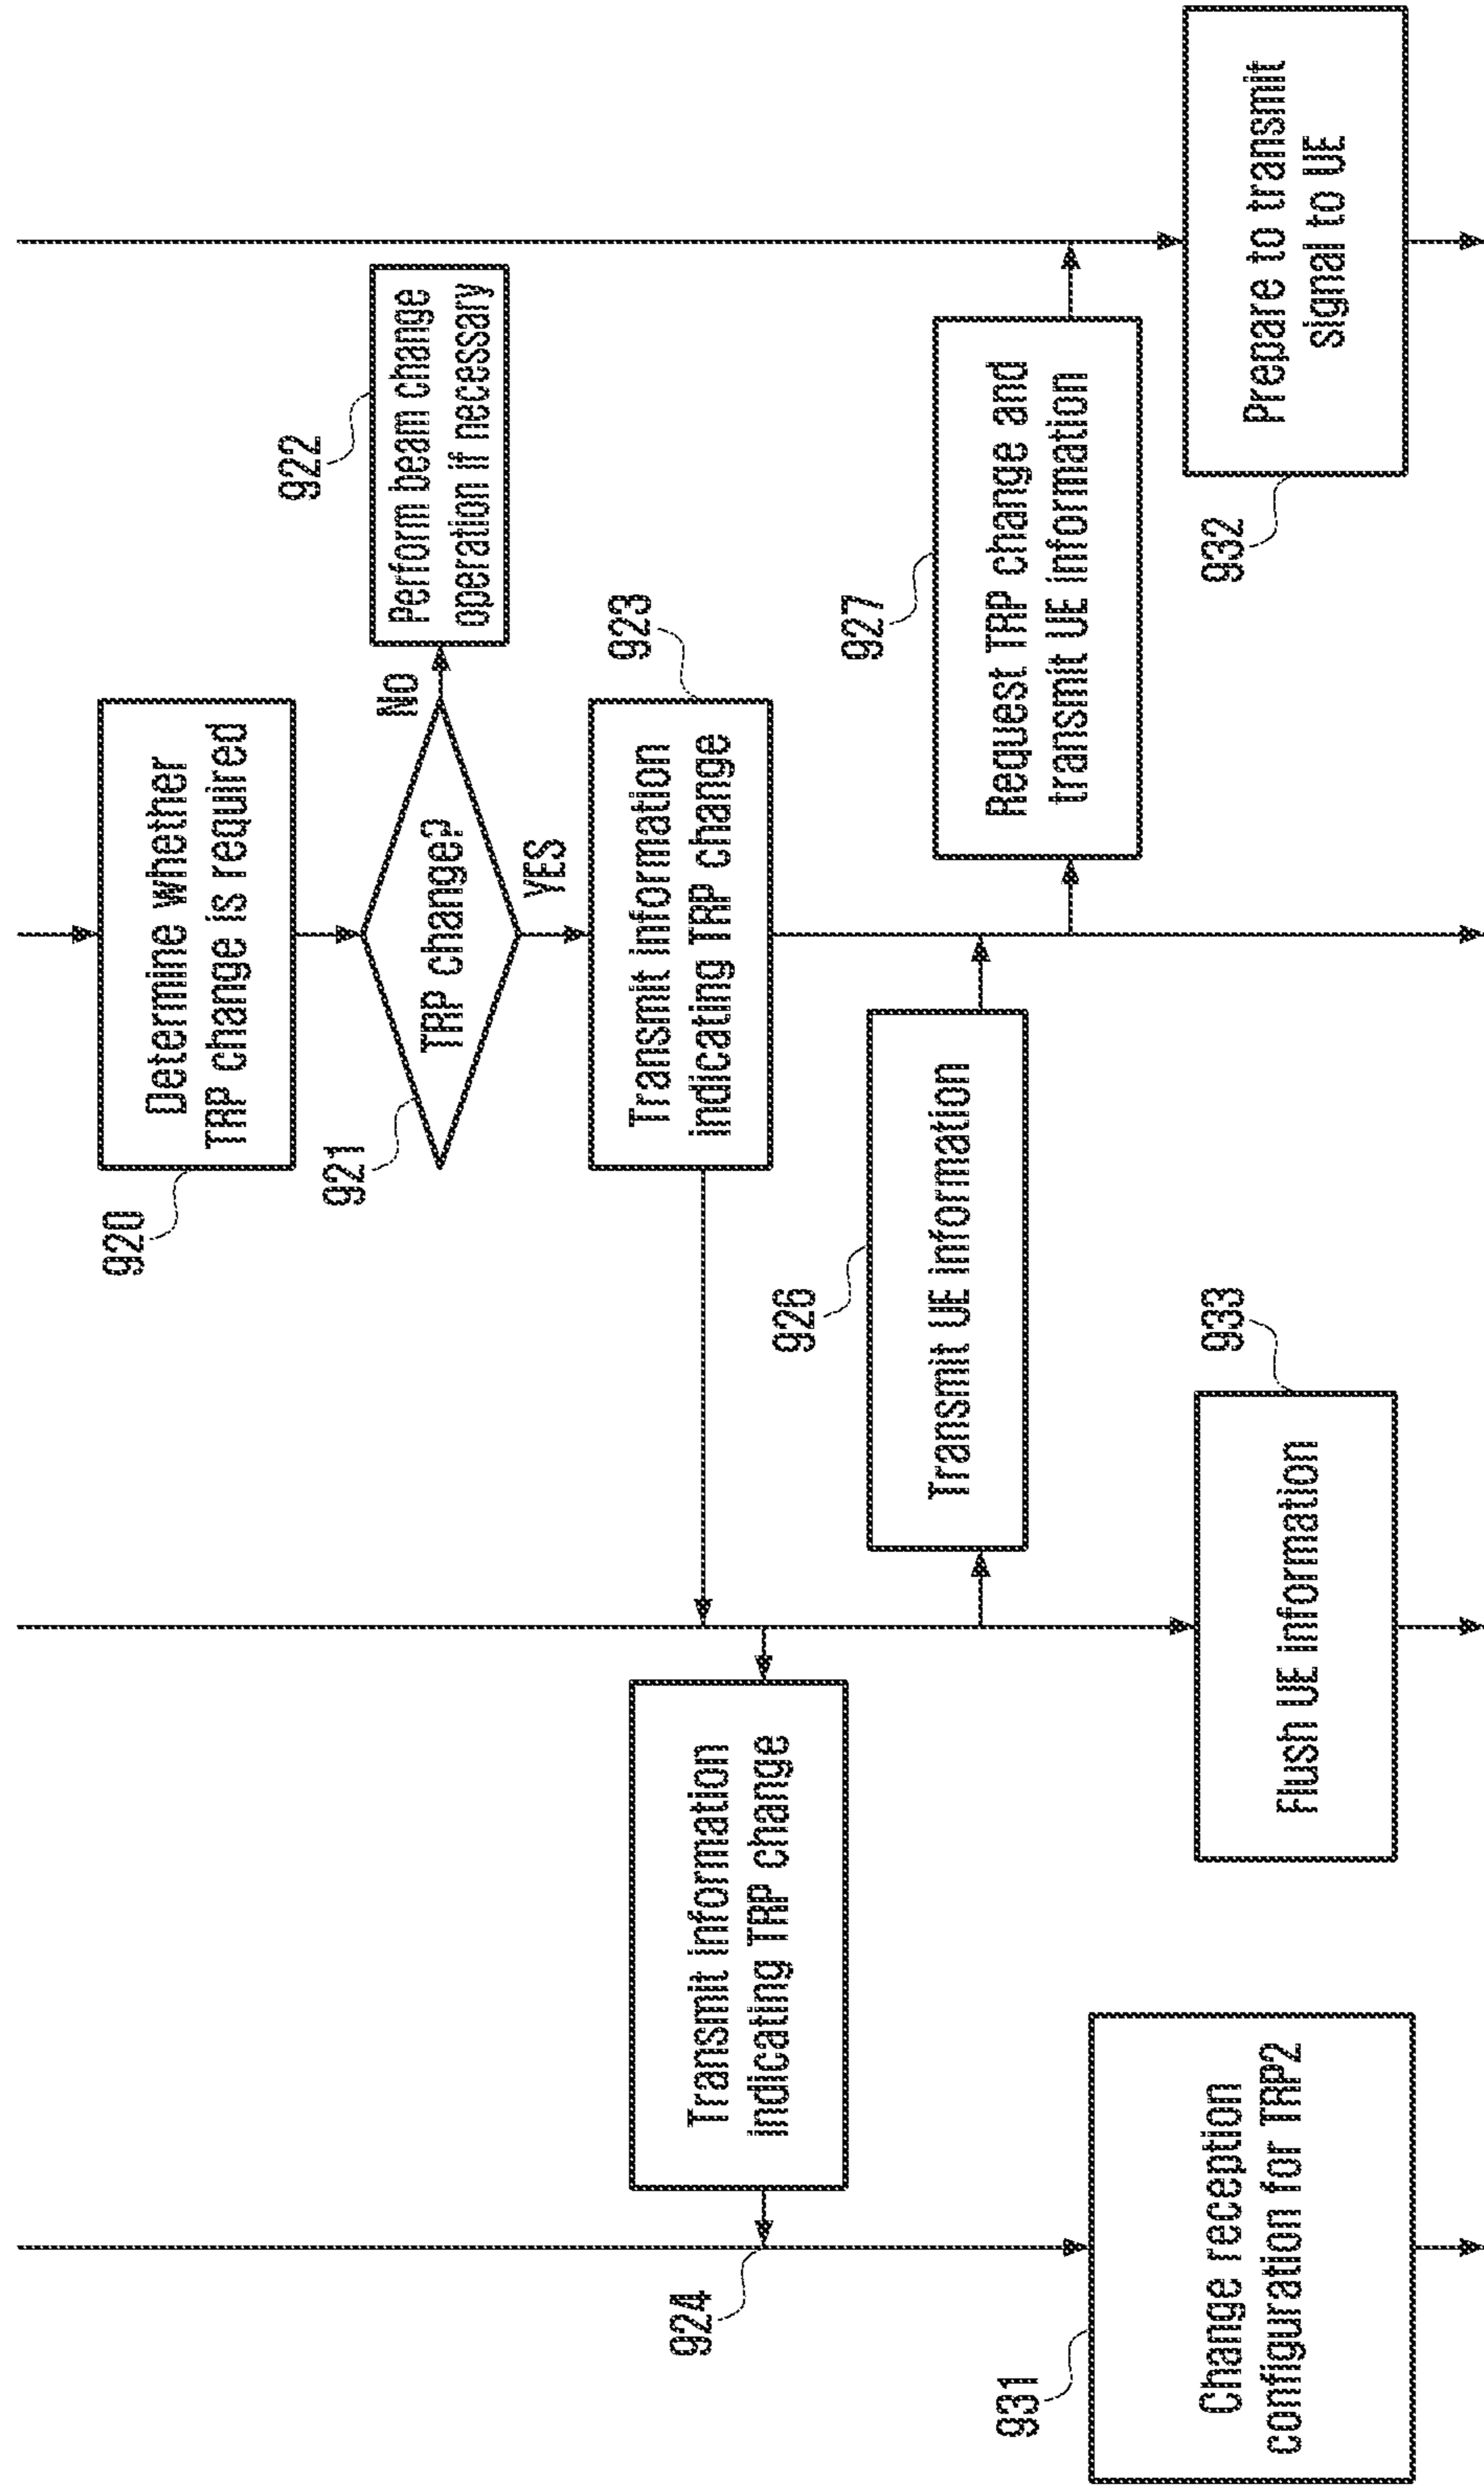 920
Determine whether
TRP change is required
921
TRP change?
No
922
Perform beam change
operation if necessary
YES
923
Transmit information
indicating TRP change
924
Transmit information
indicating TRP change
926
Transmit UE information
927
Request TRP change and
transmit UE information
931
Change reception
configuration for TRP2
933
Flush UE information
932
Prepare to transmit
signal to UE